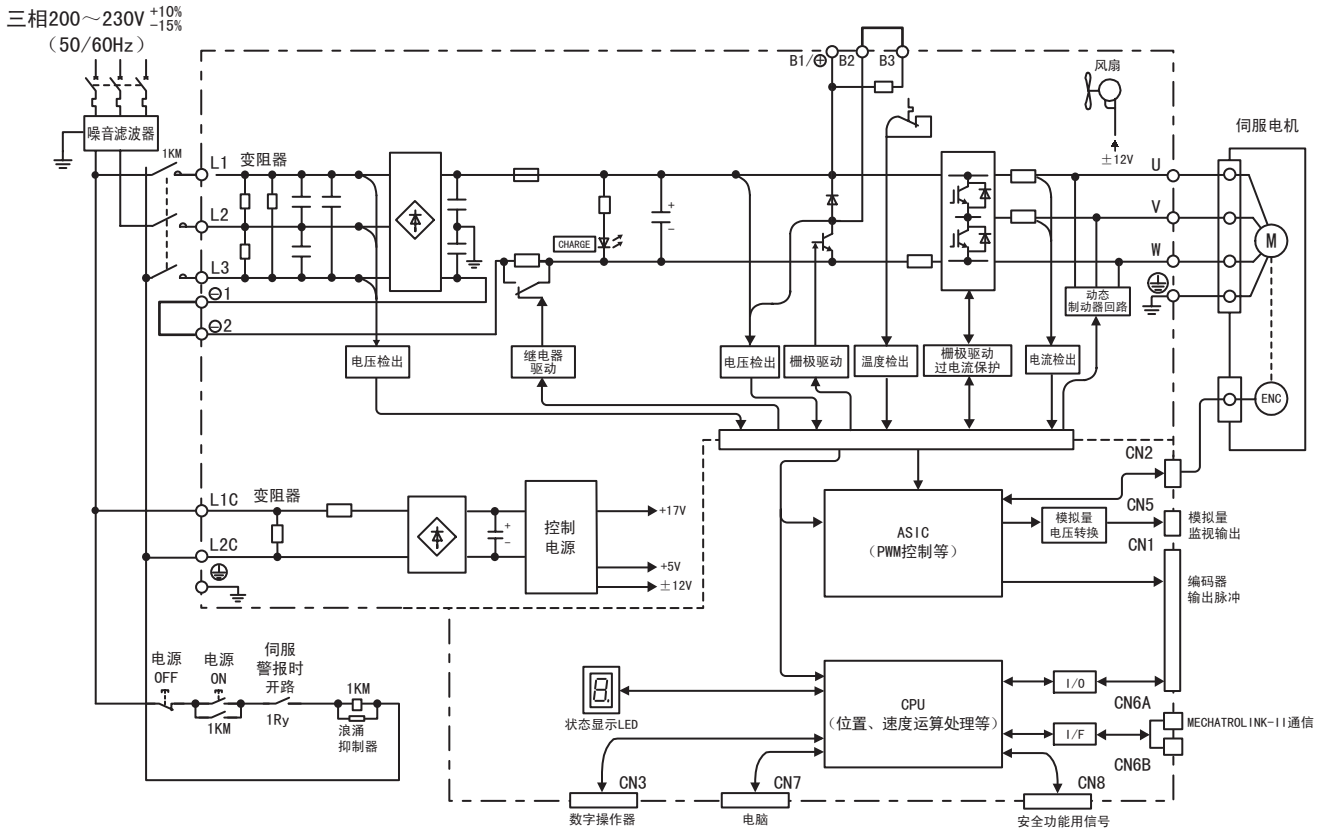 三相200～230V +10% -15%
（50/60Hz）
噪音滤波器
1KM
L1
变阻器
L2
L3
⊖1
⊖2
CHARGE
B1/⊕
B2
B3
风扇
±12V
伺服电机
U
V
W
M
ENC
动态
制动器回路
电压检出
继电器
驱动
电压检出
栅极驱动
温度检出
栅极驱动
过电流保护
电流检出
L1C
变阻器
L2C
+
-
+
-
控制
电源
+17V
+5V
±12V
ASIC
（PWM控制等）
模拟量
电压转换
CN2
CN5
模拟量
监视输出
CN1
编码器
输出脉冲
电源
OFF
电源
ON
1KM
伺服
警报时
开路
1Ry
1KM
浪涌
抑制器
8.
状态显示LED
CPU
（位置、速度运算处理等）
I/O
I/F
CN6A
MECHATROLINK-II通信
CN6B
CN3
数字操作器
CN7
电脑
CN8
安全功能用信号